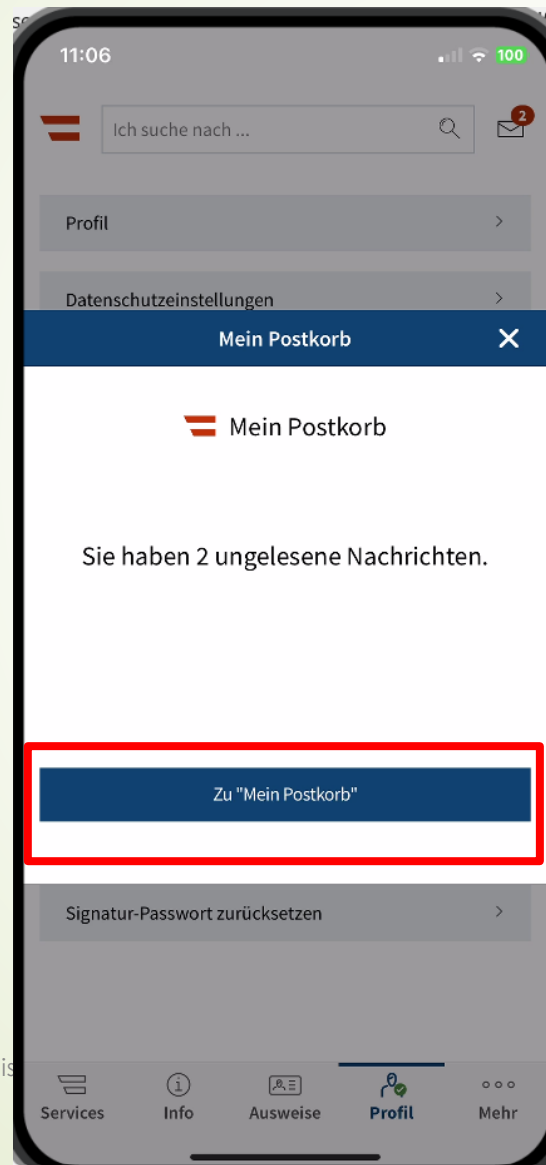 11:06
100
Ich suche nach ...
2
Profil
Datenschutzeinstellungen
Mein Postkorb
Mein Postkorb
Sie haben 2 ungelesene Nachrichten.
Zu "Mein Postkorb"
Signatur-Passwort zurücksetzen
is
Services Info Ausweise Profil Mehr